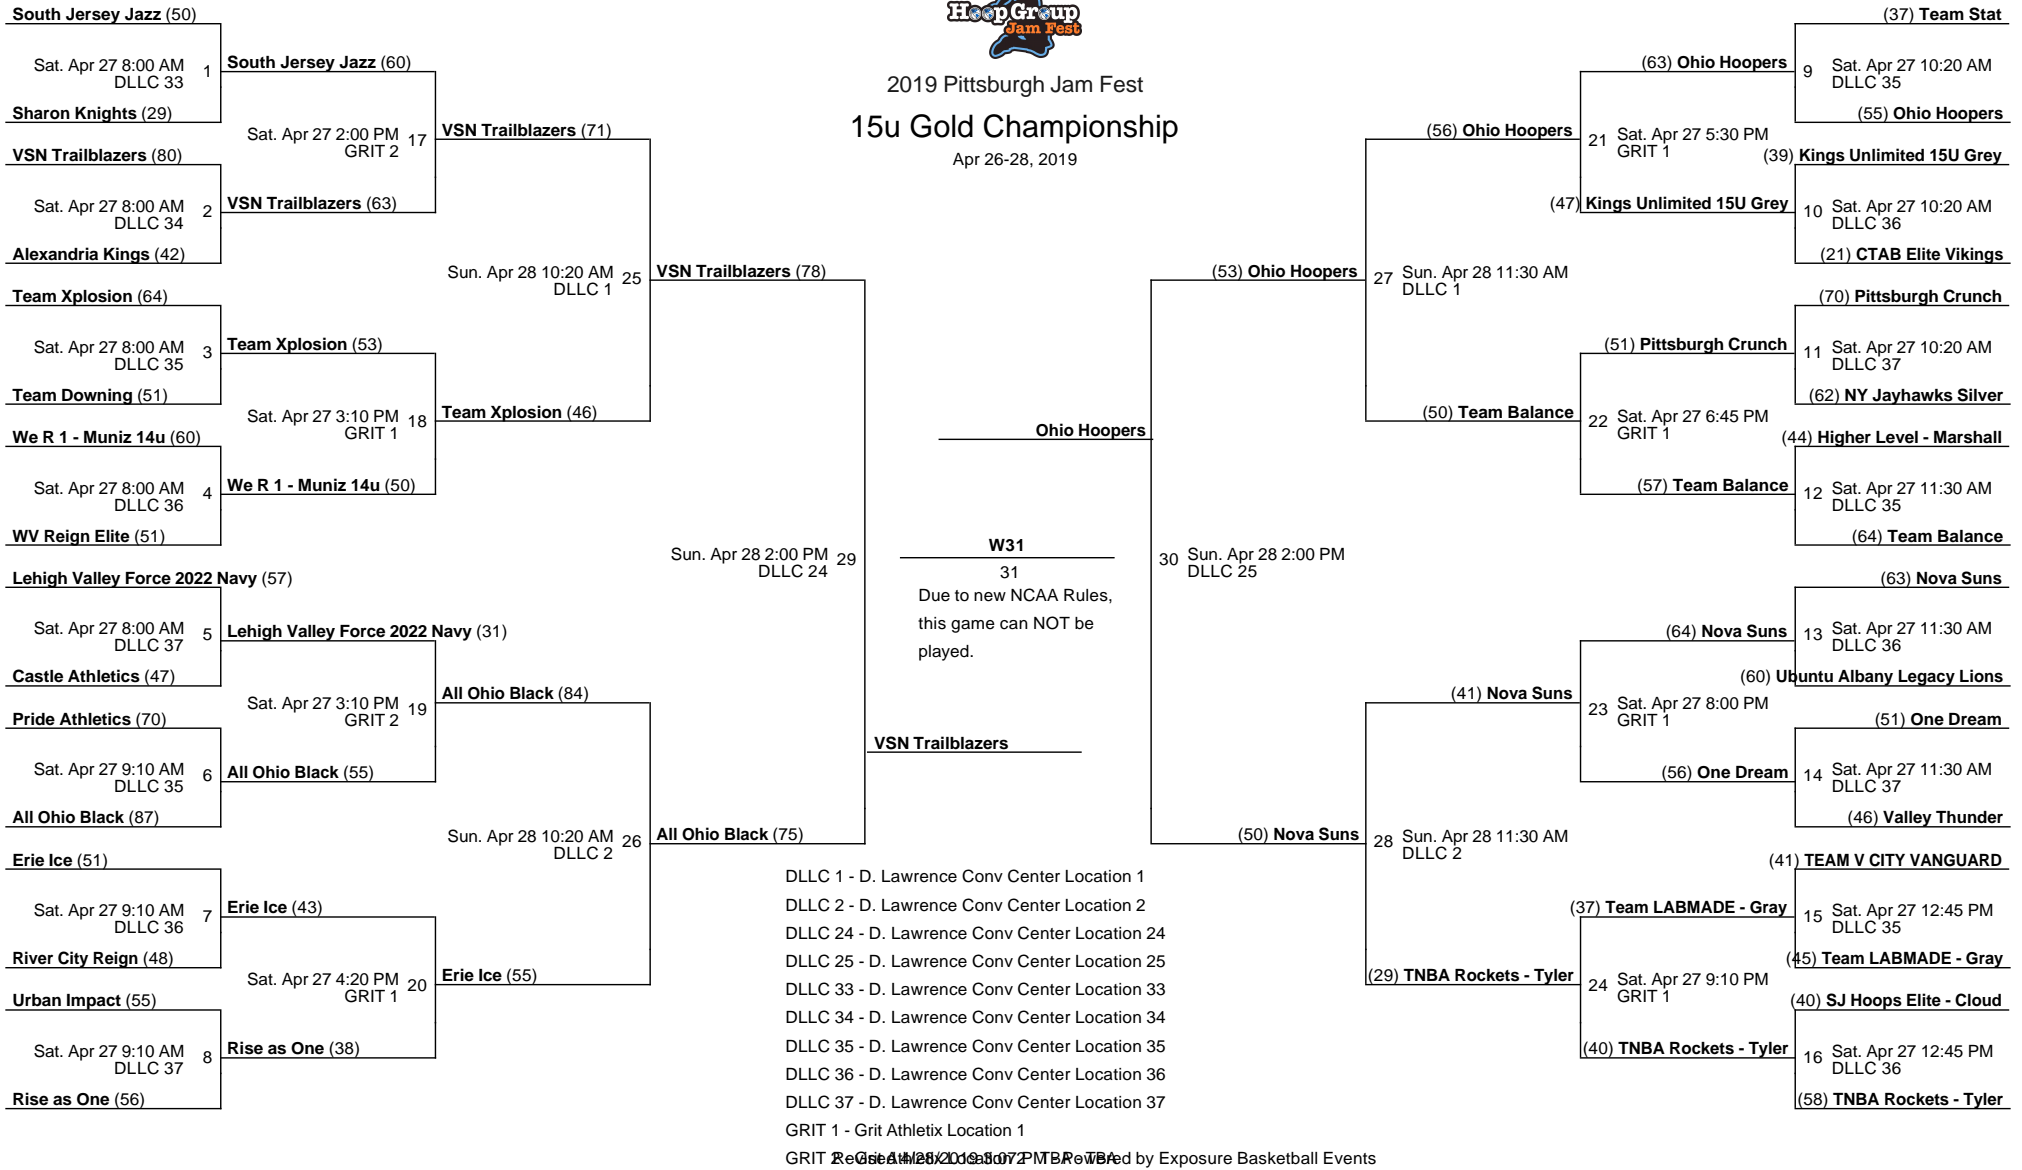 HoopGroup
Jam Fest
2019 Pittsburgh Jam Fest
15u Gold Championship
Apr 26-28, 2019
South Jersey Jazz (50)
Sat. Apr 27 8:00 AM 1
DLLC 33
Sharon Knights (29)
VSN Trailblazers (80)
Sat. Apr 27 8:00 AM 2
DLLC 34
Alexandria Kings (42)
Team Xplosion (64)
Sat. Apr 27 8:00 AM 3
DLLC 35
Team Downing (51)
We R 1 - Muniz 14u (60)
Sat. Apr 27 8:00 AM 4
DLLC 36
WV Reign Elite (51)
Lehigh Valley Force 2022 Navy (57)
Sat. Apr 27 8:00 AM 5
DLLC 37
Castle Athletics (47)
Pride Athletics (70)
Sat. Apr 27 9:10 AM 6
DLLC 35
All Ohio Black (87)
Erie Ice (51)
Sat. Apr 27 9:10 AM 7
DLLC 36
River City Reign (48)
Urban Impact (55)
Sat. Apr 27 9:10 AM 8
DLLC 37
Rise as One (56)
South Jersey Jazz (60)
Sat. Apr 27 2:00 PM 17
GRIT 2
VSN Trailblazers (63)
Team Xplosion (53)
Sat. Apr 27 3:10 PM 18
GRIT 1
We R 1 - Muniz 14u (50)
Lehigh Valley Force 2022 Navy (31)
Sat. Apr 27 3:10 PM 19
GRIT 2
All Ohio Black (55)
Erie Ice (43)
Sat. Apr 27 4:20 PM 20
GRIT 1
Rise as One (38)
VSN Trailblazers (71)
Sun. Apr 28 10:20 AM 25
DLLC 1
Team Xplosion (46)
All Ohio Black (84)
Sun. Apr 28 10:20 AM 26
DLLC 2
Erie Ice (55)
VSN Trailblazers (78)
Sun. Apr 28 2:00 PM 29
DLLC 24
All Ohio Black (75)
Ohio Hoopers
W31
31
Due to new NCAA Rules,
this game can NOT be
played.
VSN Trailblazers
(53) Ohio Hoopers
30 Sun. Apr 28 2:00 PM
DLLC 25
(50) Nova Suns
(56) Ohio Hoopers
27 Sun. Apr 28 11:30 AM
DLLC 1
(50) Team Balance
(41) Nova Suns
28 Sun. Apr 28 11:30 AM
DLLC 2
(29) TNBA Rockets - Tyler
(63) Ohio Hoopers
21 Sat. Apr 27 5:30 PM
GRIT 1
(47) Kings Unlimited 15U Grey
(51) Pittsburgh Crunch
22 Sat. Apr 27 6:45 PM
GRIT 1
(57) Team Balance
(64) Nova Suns
23 Sat. Apr 27 8:00 PM
GRIT 1
(56) One Dream
(37) Team LABMADE - Gray
24 Sat. Apr 27 9:10 PM
GRIT 1
(40) TNBA Rockets - Tyler
(37) Team Stat
9 Sat. Apr 27 10:20 AM
DLLC 35
(55) Ohio Hoopers
(39) Kings Unlimited 15U Grey
10 Sat. Apr 27 10:20 AM
DLLC 36
(21) CTAB Elite Vikings
(70) Pittsburgh Crunch
11 Sat. Apr 27 10:20 AM
DLLC 37
(62) NY Jayhawks Silver
(44) Higher Level - Marshall
12 Sat. Apr 27 11:30 AM
DLLC 35
(64) Team Balance
(63) Nova Suns
13 Sat. Apr 27 11:30 AM
DLLC 36
(60) Ubuntu Albany Legacy Lions
(51) One Dream
14 Sat. Apr 27 11:30 AM
DLLC 37
(46) Valley Thunder
(41) TEAM V CITY VANGUARD
15 Sat. Apr 27 12:45 PM
DLLC 35
(45) Team LABMADE - Gray
(40) SJ Hoops Elite - Cloud
16 Sat. Apr 27 12:45 PM
DLLC 36
(58) TNBA Rockets - Tyler
DLLC 1 - D. Lawrence Conv Center Location 1
DLLC 2 - D. Lawrence Conv Center Location 2
DLLC 24 - D. Lawrence Conv Center Location 24
DLLC 25 - D. Lawrence Conv Center Location 25
DLLC 33 - D. Lawrence Conv Center Location 33
DLLC 34 - D. Lawrence Conv Center Location 34
DLLC 35 - D. Lawrence Conv Center Location 35
DLLC 36 - D. Lawrence Conv Center Location 36
DLLC 37 - D. Lawrence Conv Center Location 37
GRIT 1 - Grit Athletix Location 1
GRIT 2 - Grit Athletix Location 2
Revised 4/28/2019 3:07 PM - Powered by Exposure Basketball Events